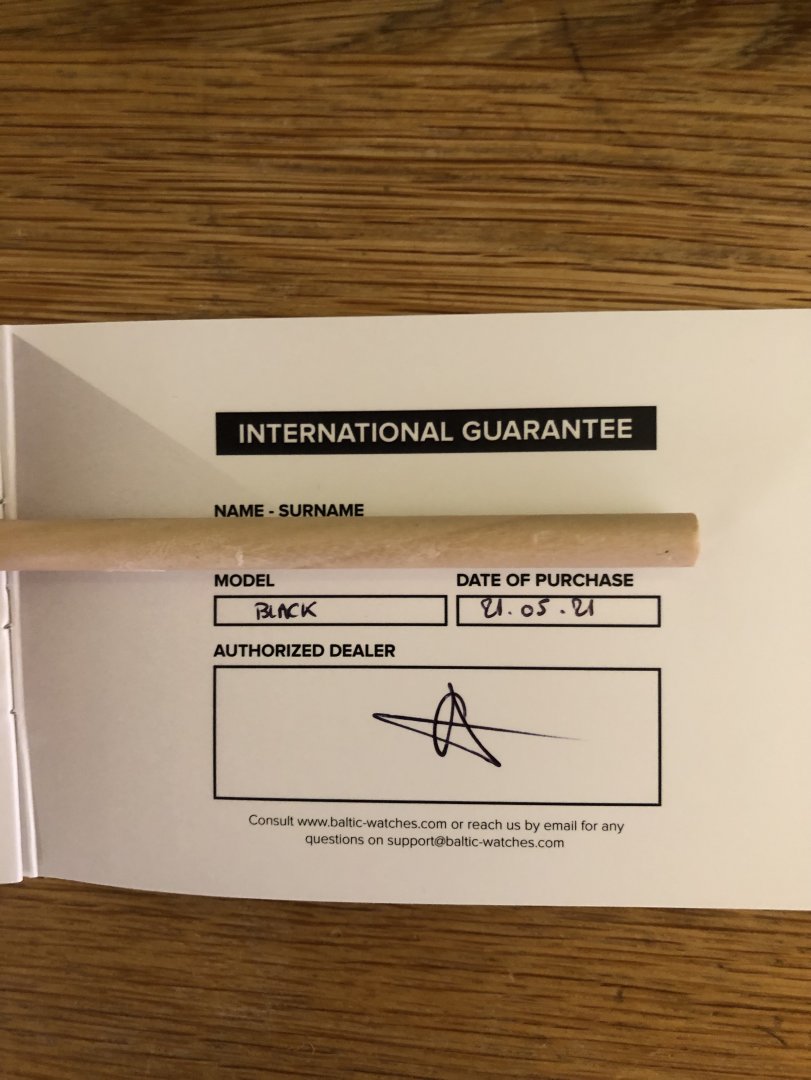 INTERNATIONAL GUARANTEE
NAME - SURNAME
MODEL DATE OF PURCHASE
BLACK 21.05.21
AUTHORIZED DEALER
Consult www.baltic-watches.com or reach us by email for any
questions on support@baltic-watches.com